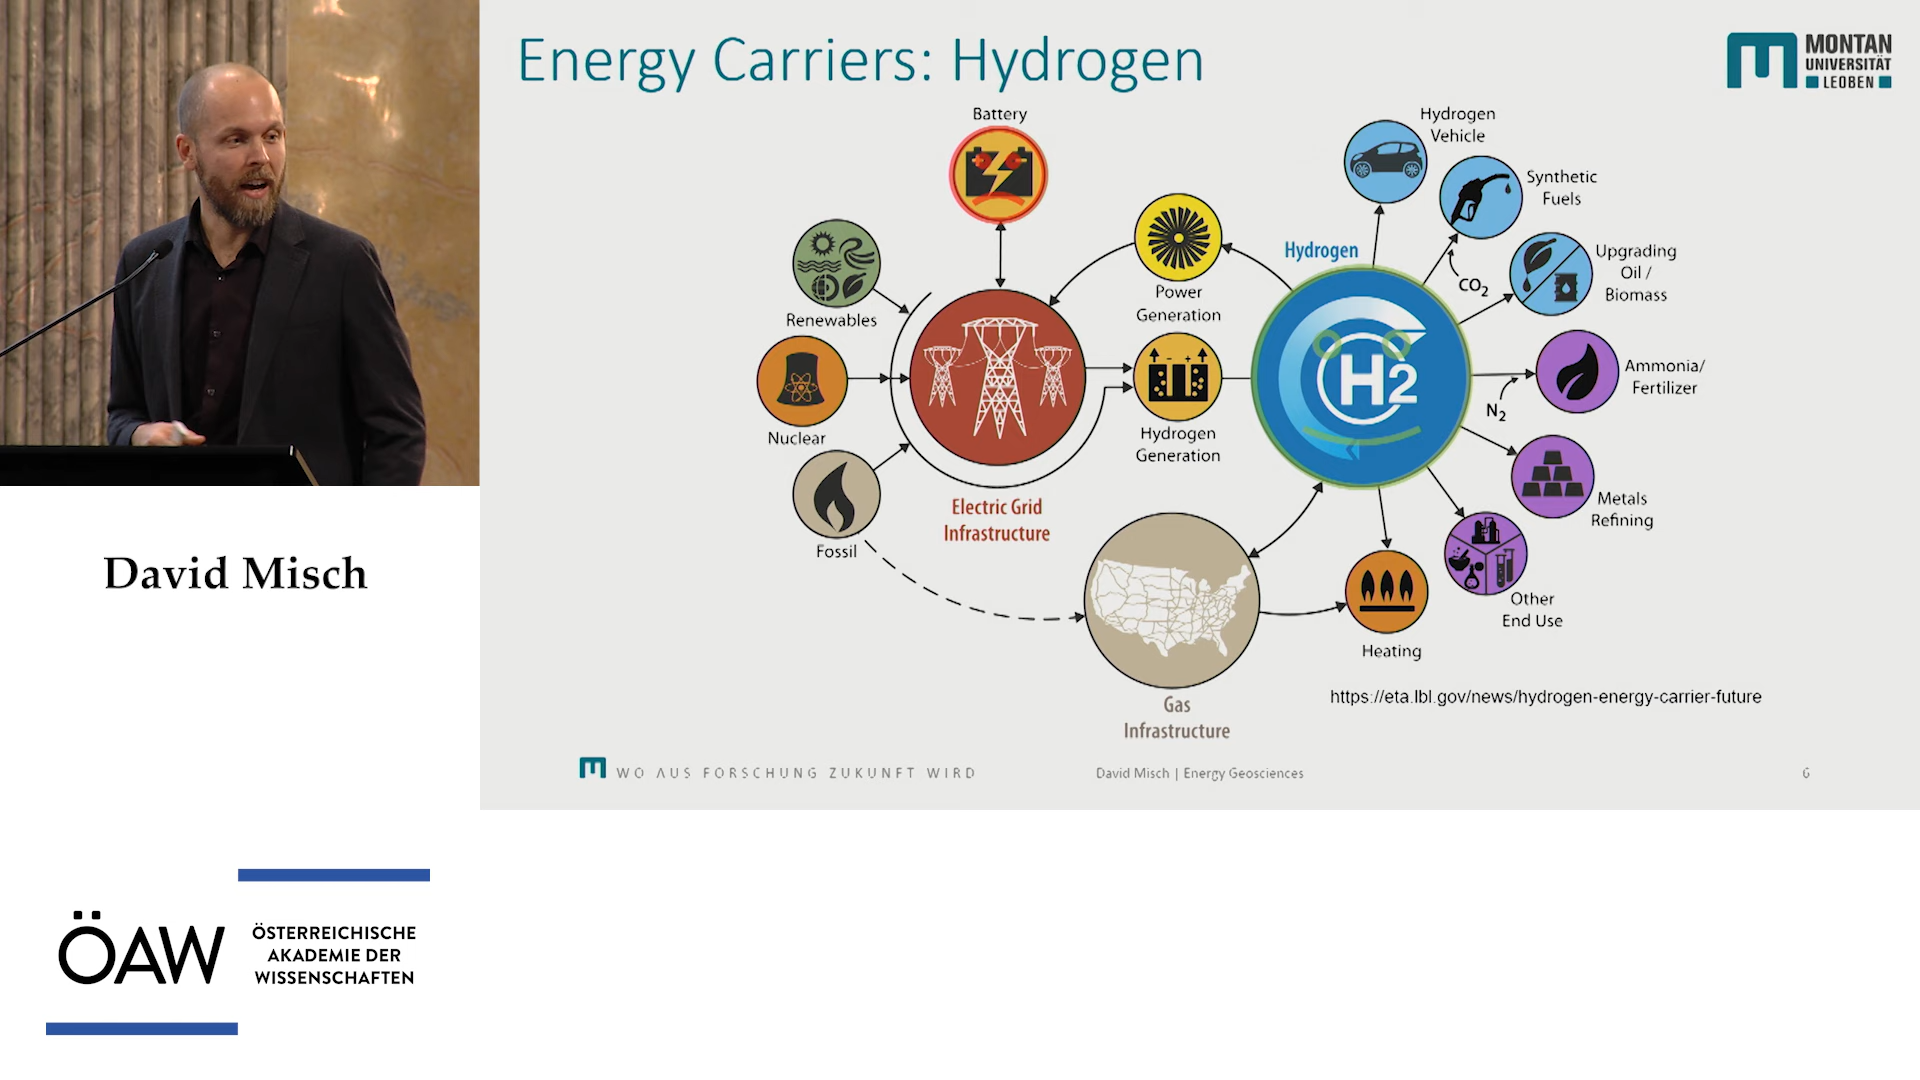 Energy Carriers: Hydrogen
MONTAN
UNIVERSITÄT
LEOBEN
Battery
Hydrogen
Vehicle
Synthetic
Fuels
Renewables
Power
Generation
Hydrogen
CO2
Upgrading
Oil /
Biomass
H2
Nuclear
Hydrogen
Generation
Ammonia/
Fertilizer
N2
Electric Grid
Infrastructure
Metals
Refining
Fossil
Other
End Use
Heating
Gas
Infrastructure
https://eta.lbl.gov/news/hydrogen-energy-carrier-future
WO AUS FORSCHUNG ZUKUNFT WIRD
David Misch | Energy Geosciences
6
David Misch
ÖAW
ÖSTERREICHISCHE
AKADEMIE DER
WISSENSCHAFTEN